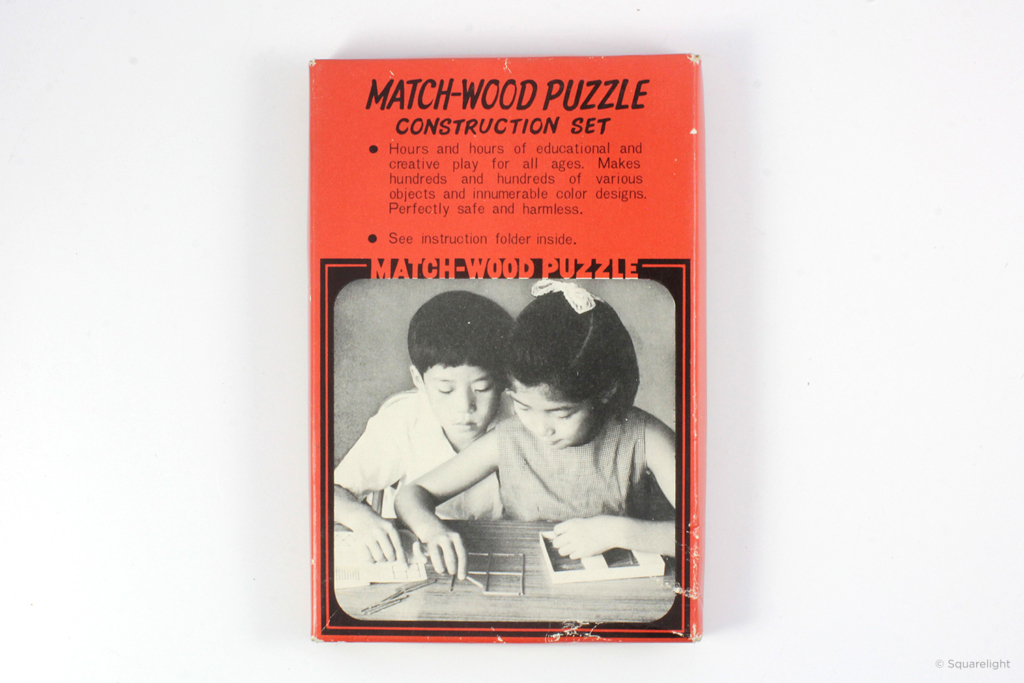 MATCH-WOOD PUZZLE
CONSTRUCTION SET
● Hours and hours of educational and
creative play for all ages. Makes
hundreds and hundreds of various
objects and innumerable color designs.
Perfectly safe and harmless.
● See instruction folder inside.
MATCH-WOOD PUZZLE
© Squarelight